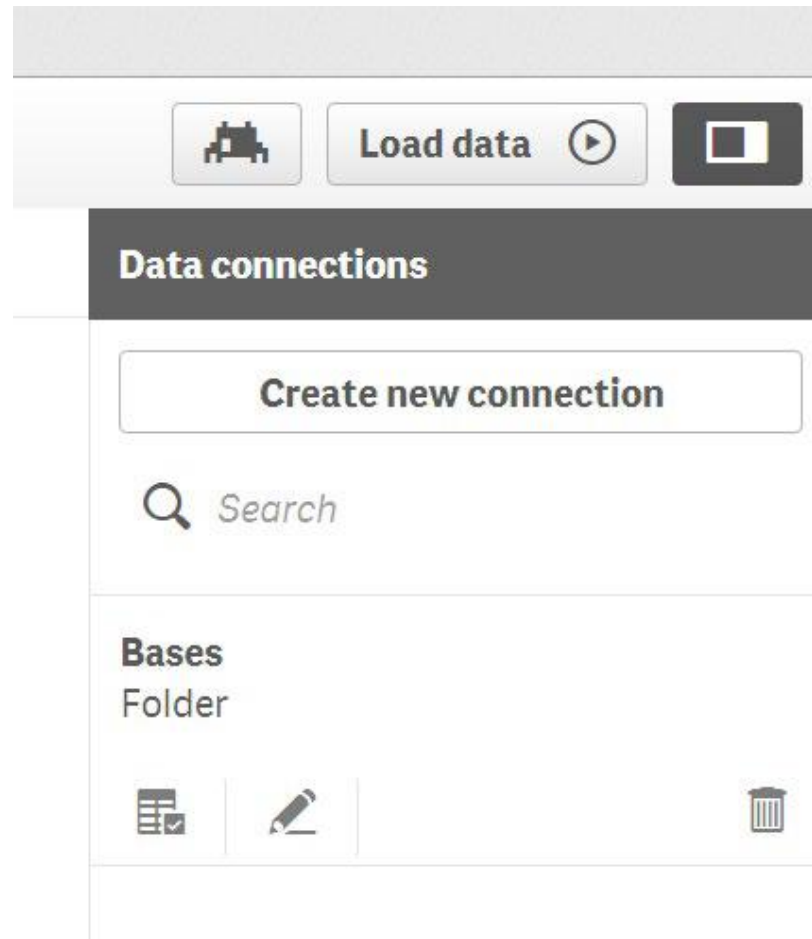 Load data
Data connections
Create new connection
Search
Bases
Folder